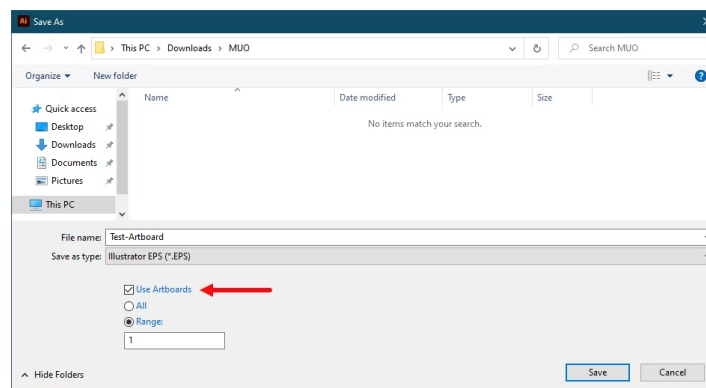 Ai Save As
This PC > Downloads > MUO
Search MUO
Organize
New folder
Name
Date modified
Type
Size
Quick access
No items match your search.
Desktop
Downloads
Documents
Pictures
This PC
File name: Test-Artboard
Save as type: Illustrator EPS (*.EPS)
Use Artboards
All
Range:
1
Hide Folders
Save
Cancel